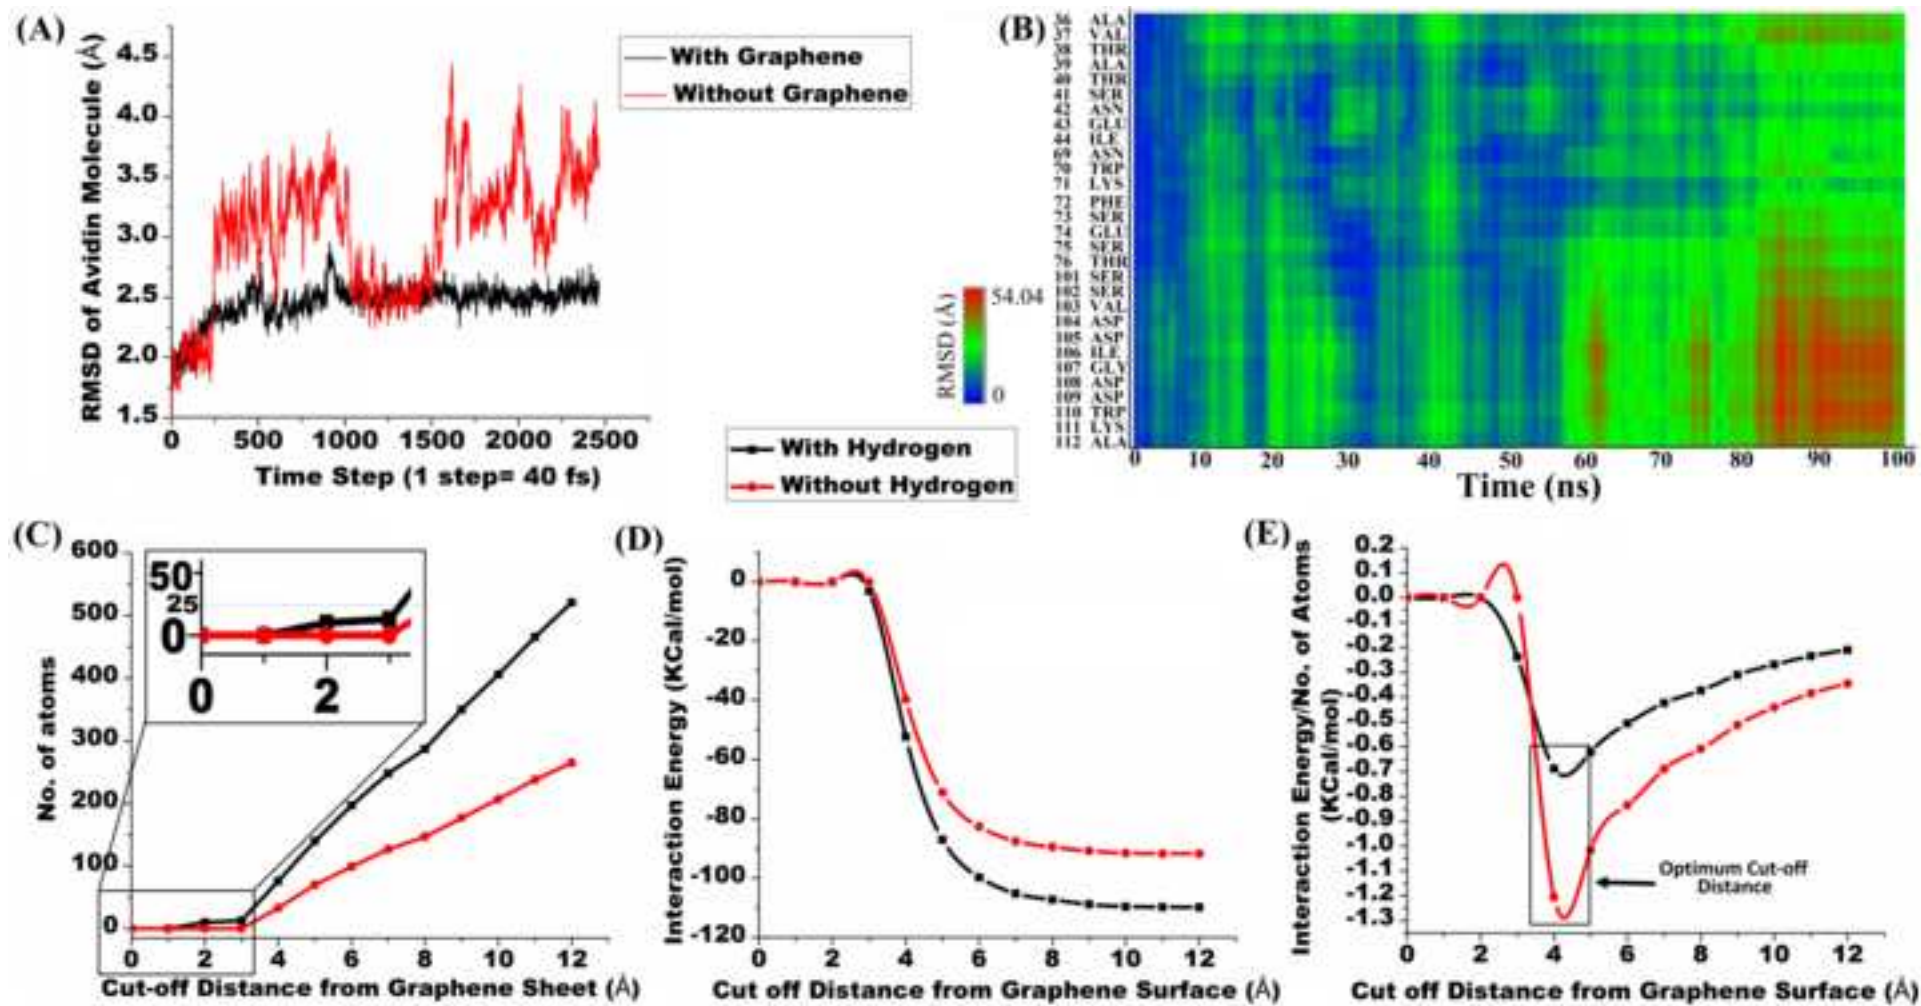 (A)
RMSD of Avidin Molecule (Å)
4.5
4.0
3.5
3.0
2.5
2.0
1.5
0 500 1000 1500 2000 2500
Time Step (1 step= 40 fs)
With Graphene
Without Graphene
(B)
36 ALA
37 VAL
38 THR
39 ALA
40 THR
41 SER
42 ASN
43 GLU
44 ILE
69 ASN
70 TRP
71 LYS
72 PHE
73 SER
74 GLU
75 SER
76 THR
101 SER
102 SER
103 VAL
104 ASP
105 ASP
106 ILE
107 GLY
108 ASP
109 ASP
110 TRP
111 LYS
112 ALA
0 10 20 30 40 50 60 70 80 90 100
Time (ns)
RMSD (Å)
54.04
0
With Hydrogen
Without Hydrogen
(C)
No. of atoms
600
500
400
300
200
100
0
0 2 4 6 8 10 12
Cut-off Distance from Graphene Sheet (Å)
50
25
0
0 2
(D)
Interaction Energy (KCal/mol)
0
-20
-40
-60
-80
-100
-120
0 2 4 6 8 10 12
Cut off Distance from Graphene Surface (Å)
(E)
Interaction Energy/No. of Atoms
(KCal/mol)
0.2
0.1
0.0
-0.1
-0.2
-0.3
-0.4
-0.5
-0.6
-0.7
-0.8
-0.9
-1.0
-1.1
-1.2
-1.3
0 2 4 6 8 10 12
Optimum Cut-off
Distance
Cut off Distance from Graphene Surface (Å)